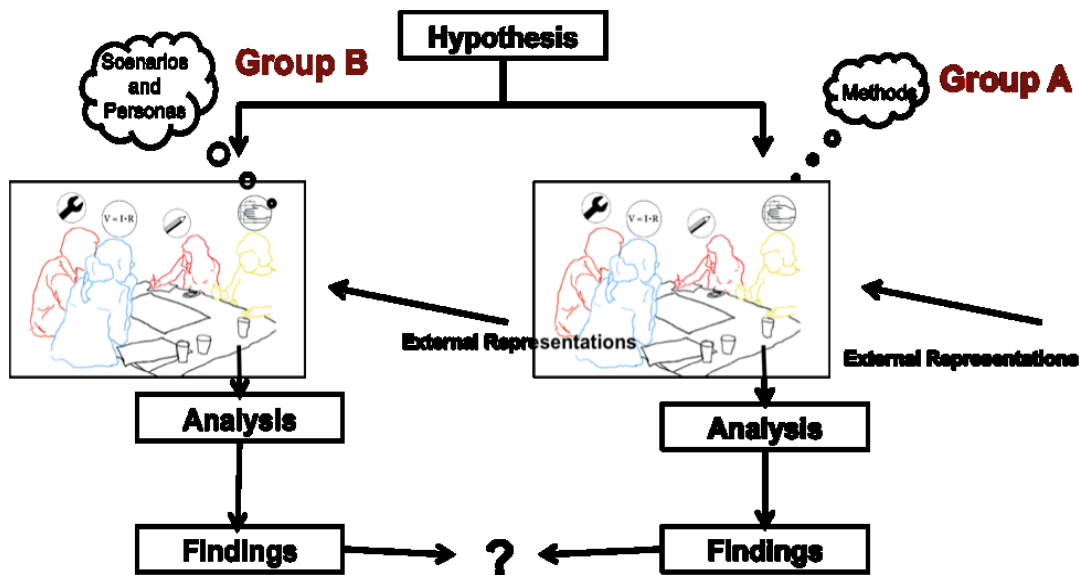 Hypothesis
Scenarios
and
Personas
Group B
Methods
Group A
V = I • R
V = I • R
External Representations
External Representations
Analysis
Analysis
Findings
?
Findings